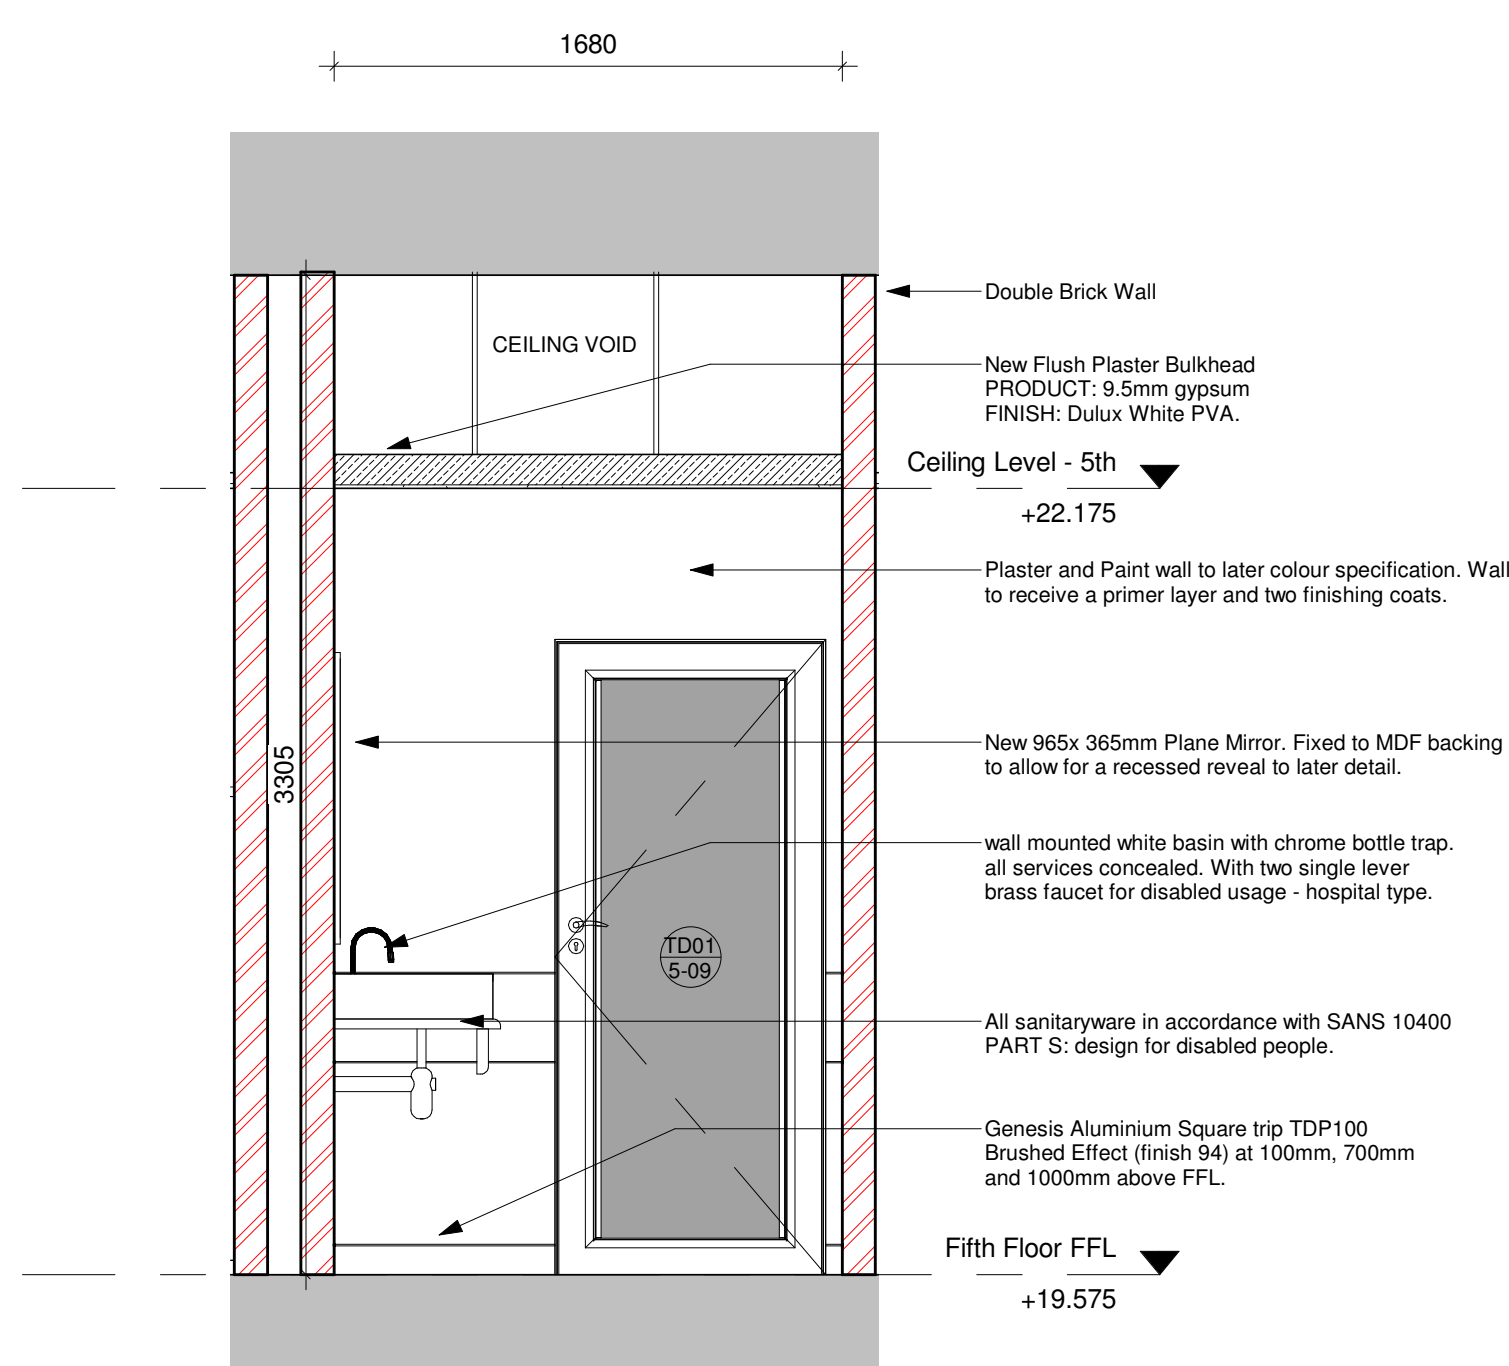 1680
Double Brick Wall
CEILING VOID
New Flush Plaster Bulkhead
PRODUCT: 9.5mm gypsum
FINISH: Dulux White PVA.
Ceiling Level - 5th
+22.175
Plaster and Paint wall to later colour specification. Wall
to receive a primer layer and two finishing coats.
3305
New 965x 365mm Plane Mirror. Fixed to MDF backing
to allow for a recessed reveal to later detail.
wall mounted white basin with chrome bottle trap.
all services concealed. With two single lever
brass faucet for disabled usage - hospital type.
TD01
5-09
All sanitaryware in accordance with SANS 10400
PART S: design for disabled people.
Genesis Aluminium Square trip TDP100
Brushed Effect (finish 94) at 100mm, 700mm
and 1000mm above FFL.
Fifth Floor FFL
+19.575